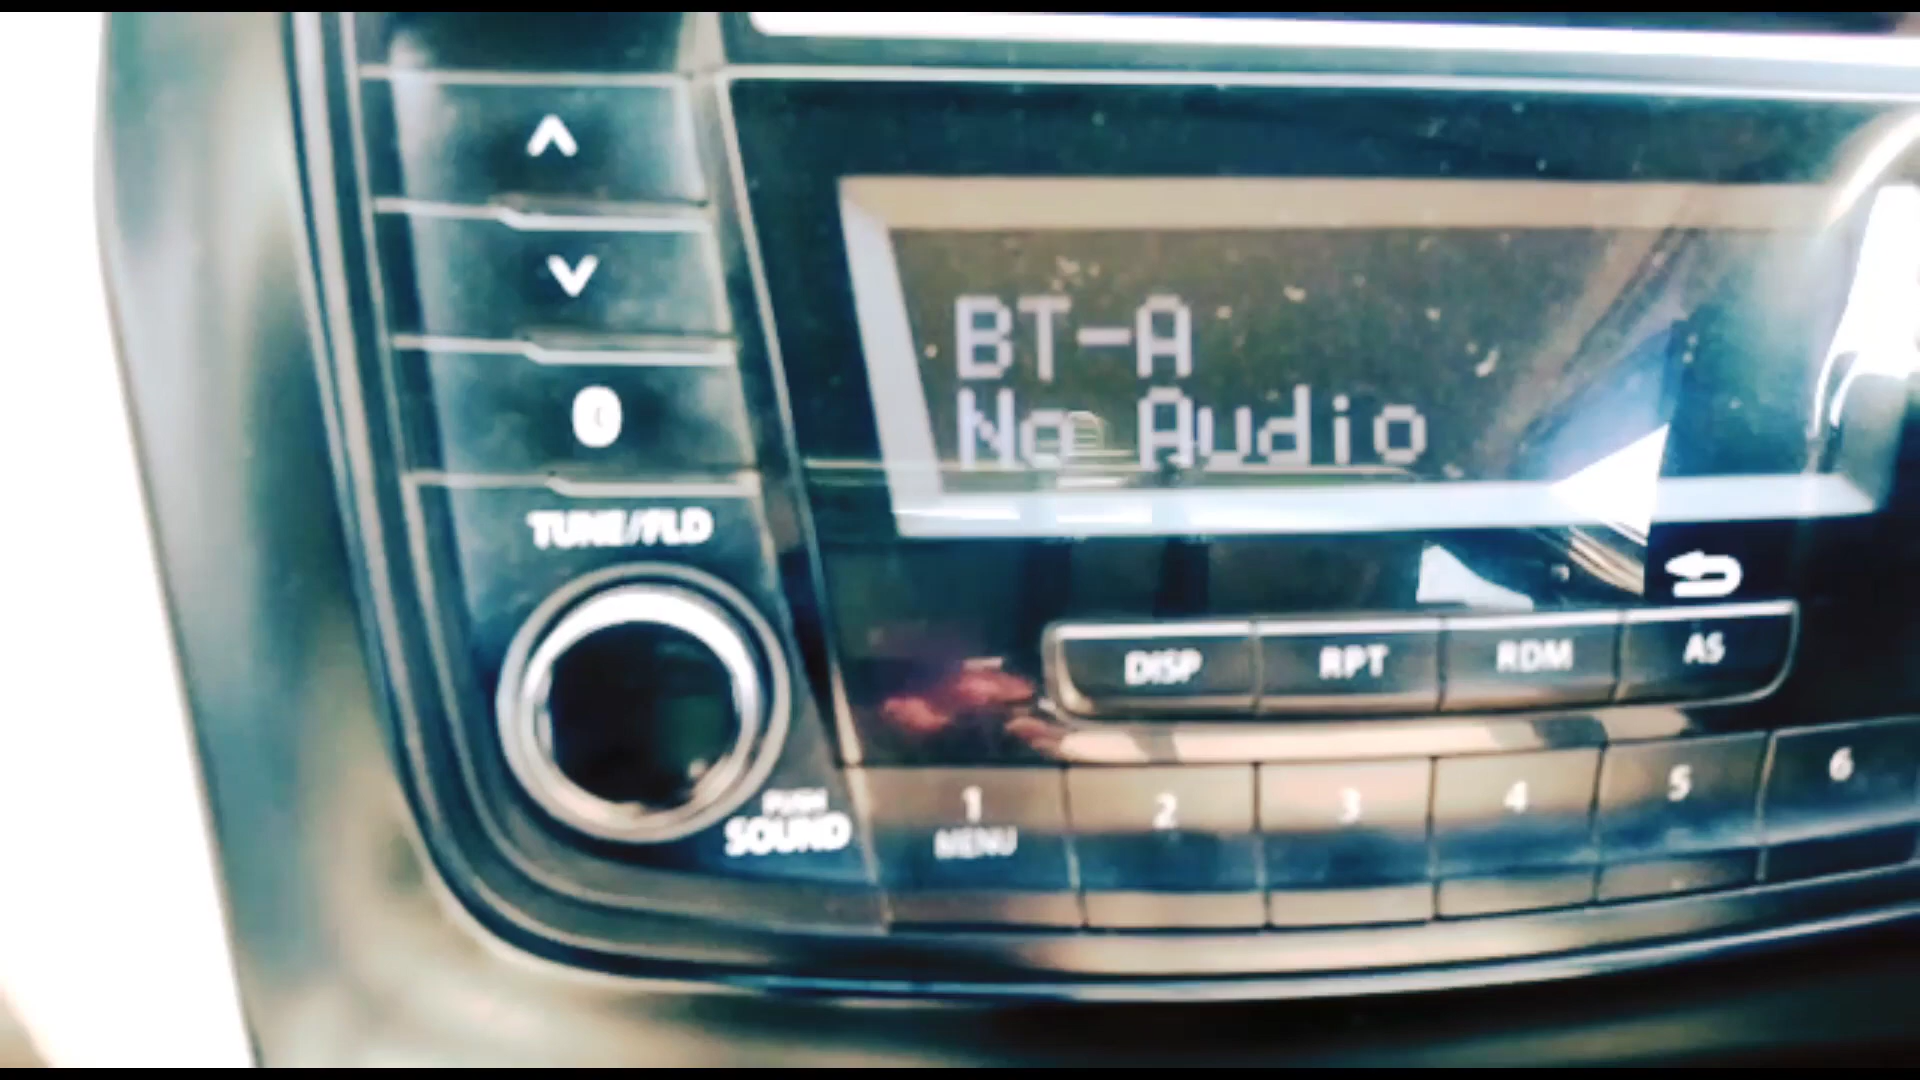 BT-A
No Audio
TUNE/FLD
DISP RPT RDM AS
PUSH
SOUND
1 2 3 4 5 6
MENU